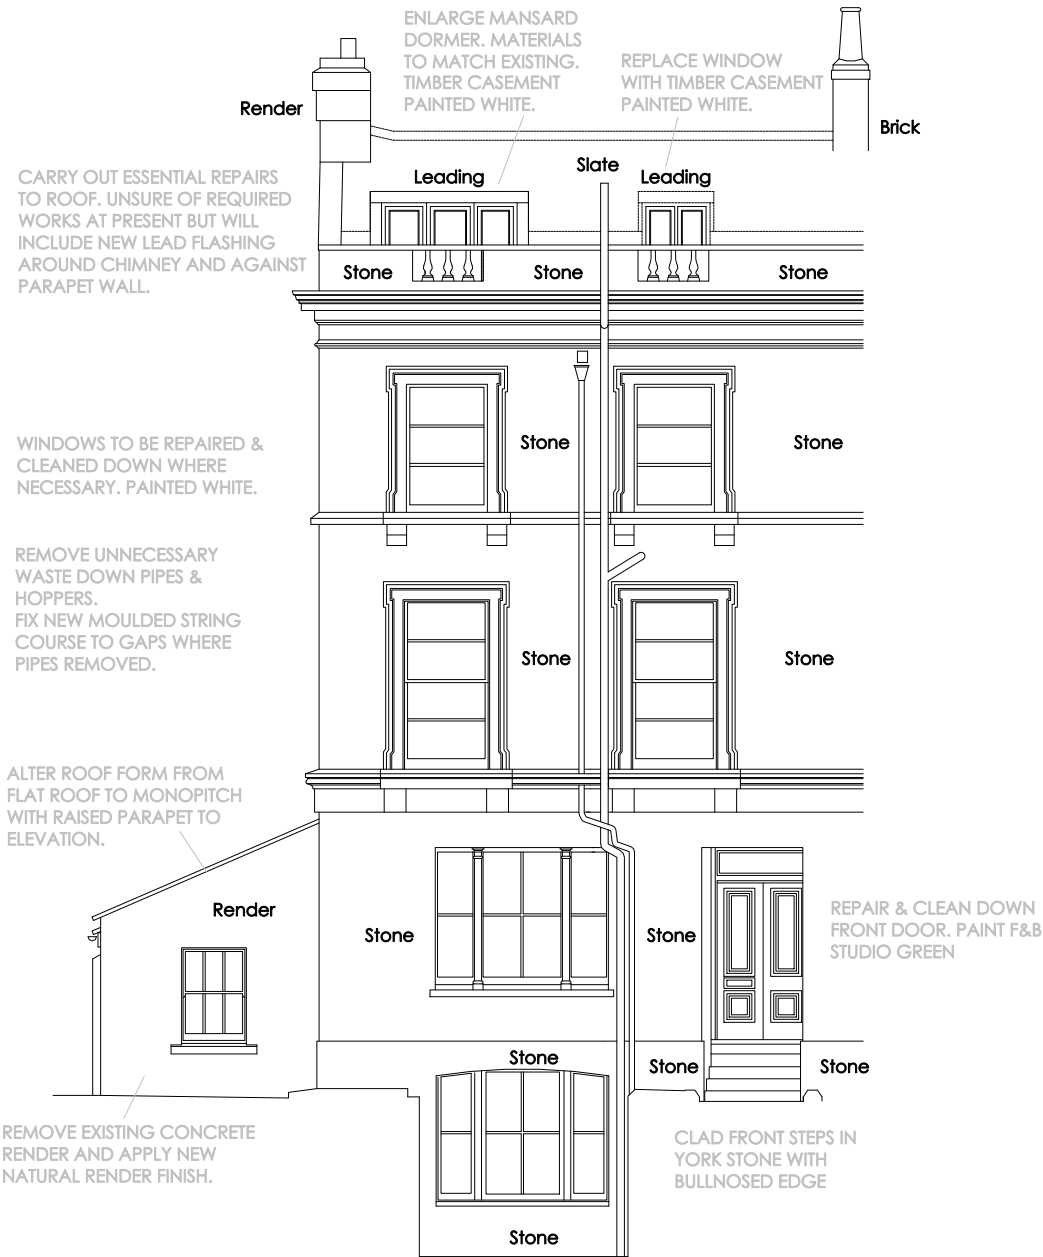 ENLARGE MANSARD
DORMER. MATERIALS
TO MATCH EXISTING.
TIMBER CASEMENT
PAINTED WHITE.
REPLACE WINDOW
WITH TIMBER CASEMENT
PAINTED WHITE.
Render
Brick
Slate
Leading
Leading
CARRY OUT ESSENTIAL REPAIRS
TO ROOF. UNSURE OF REQUIRED
WORKS AT PRESENT BUT WILL
INCLUDE NEW LEAD FLASHING
AROUND CHIMNEY AND AGAINST
PARAPET WALL.
Stone
Stone
Stone
WINDOWS TO BE REPAIRED &
CLEANED DOWN WHERE
NECESSARY. PAINTED WHITE.
Stone
Stone
REMOVE UNNECESSARY
WASTE DOWN PIPES &
HOPPERS.
FIX NEW MOULDED STRING
COURSE TO GAPS WHERE
PIPES REMOVED.
Stone
Stone
ALTER ROOF FORM FROM
FLAT ROOF TO MONOPITCH
WITH RAISED PARAPET TO
ELEVATION.
Render
Stone
Stone
REPAIR & CLEAN DOWN
FRONT DOOR. PAINT F&B
STUDIO GREEN
Stone
Stone
Stone
REMOVE EXISTING CONCRETE
RENDER AND APPLY NEW
NATURAL RENDER FINISH.
CLAD FRONT STEPS IN
YORK STONE WITH
BULLNOSED EDGE
Stone